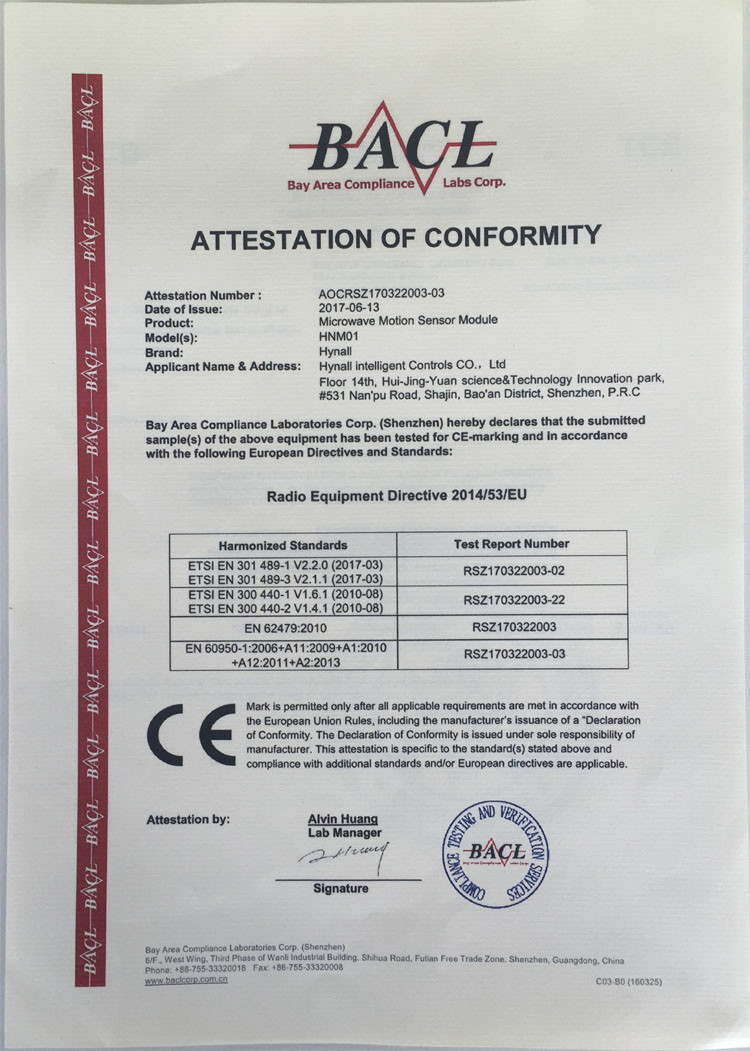 BACL
Bay Area Compliance Labs Corp.
ATTESTATION OF CONFORMITY
Attestation Number : AOCRSZ170322003-03
Date of Issue: 2017-06-13
Product: Microwave Motion Sensor Module
Model(s): HNM01
Brand: Hynall
Applicant Name & Address: Hynall intelligent Controls CO., Ltd
Floor 14th, Hui-Jing-Yuan science&Technology Innovation park,
#531 Nan'pu Road, Shajin, Bao'an District, Shenzhen, P.R.C
Bay Area Compliance Laboratories Corp. (Shenzhen) hereby declares that the submitted
sample(s) of the above equipment has been tested for CE-marking and in accordance
with the following European Directives and Standards:
Radio Equipment Directive 2014/53/EU
Harmonized Standards Test Report Number
ETSI EN 301 489-1 V2.2.0 (2017-03)
ETSI EN 301 489-3 V2.1.1 (2017-03)
RSZ170322003-02
ETSI EN 300 440-1 V1.6.1 (2010-08)
ETSI EN 300 440-2 V1.4.1 (2010-08)
RSZ170322003-22
EN 62479:2010 RSZ170322003
EN 60950-1:2006+A11:2009+A1:2010
+A12:2011+A2:2013
RSZ170322003-03
CE
Mark is permitted only after all applicable requirements are met in accordance with
the European Union Rules, including the manufacturer's issuance of a "Declaration
of Conformity. The Declaration of Conformity is issued under sole responsibility of
manufacturer. This attestation is specific to the standard(s) stated above and
compliance with additional standards and/or European directives are applicable.
Attestation by: Alvin Huang
Lab Manager
Signature
COMPLIANCE TESTING AND VERIFICATION SERVICES
BACL
Bay Area Compliance Laboratories Corp. (Shenzhen)
6/F., West Wing, Third Phase of Wanli Industrial Building, Shihua Road, Futian Free Trade Zone, Shenzhen, Guangdong, China
Phone: +86-755-33320018 Fax: +86-755-33320008
www.baclcorp.com.cn
C03-B0 (160325)
BACL BACL BACL BACL BACL BACL BACL BACL BACL BACL BACL BACL BACL BACL